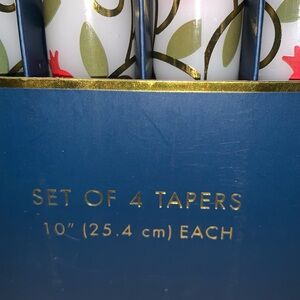 SET OF 4 TAPERS
10" (25.4 cm) EACH